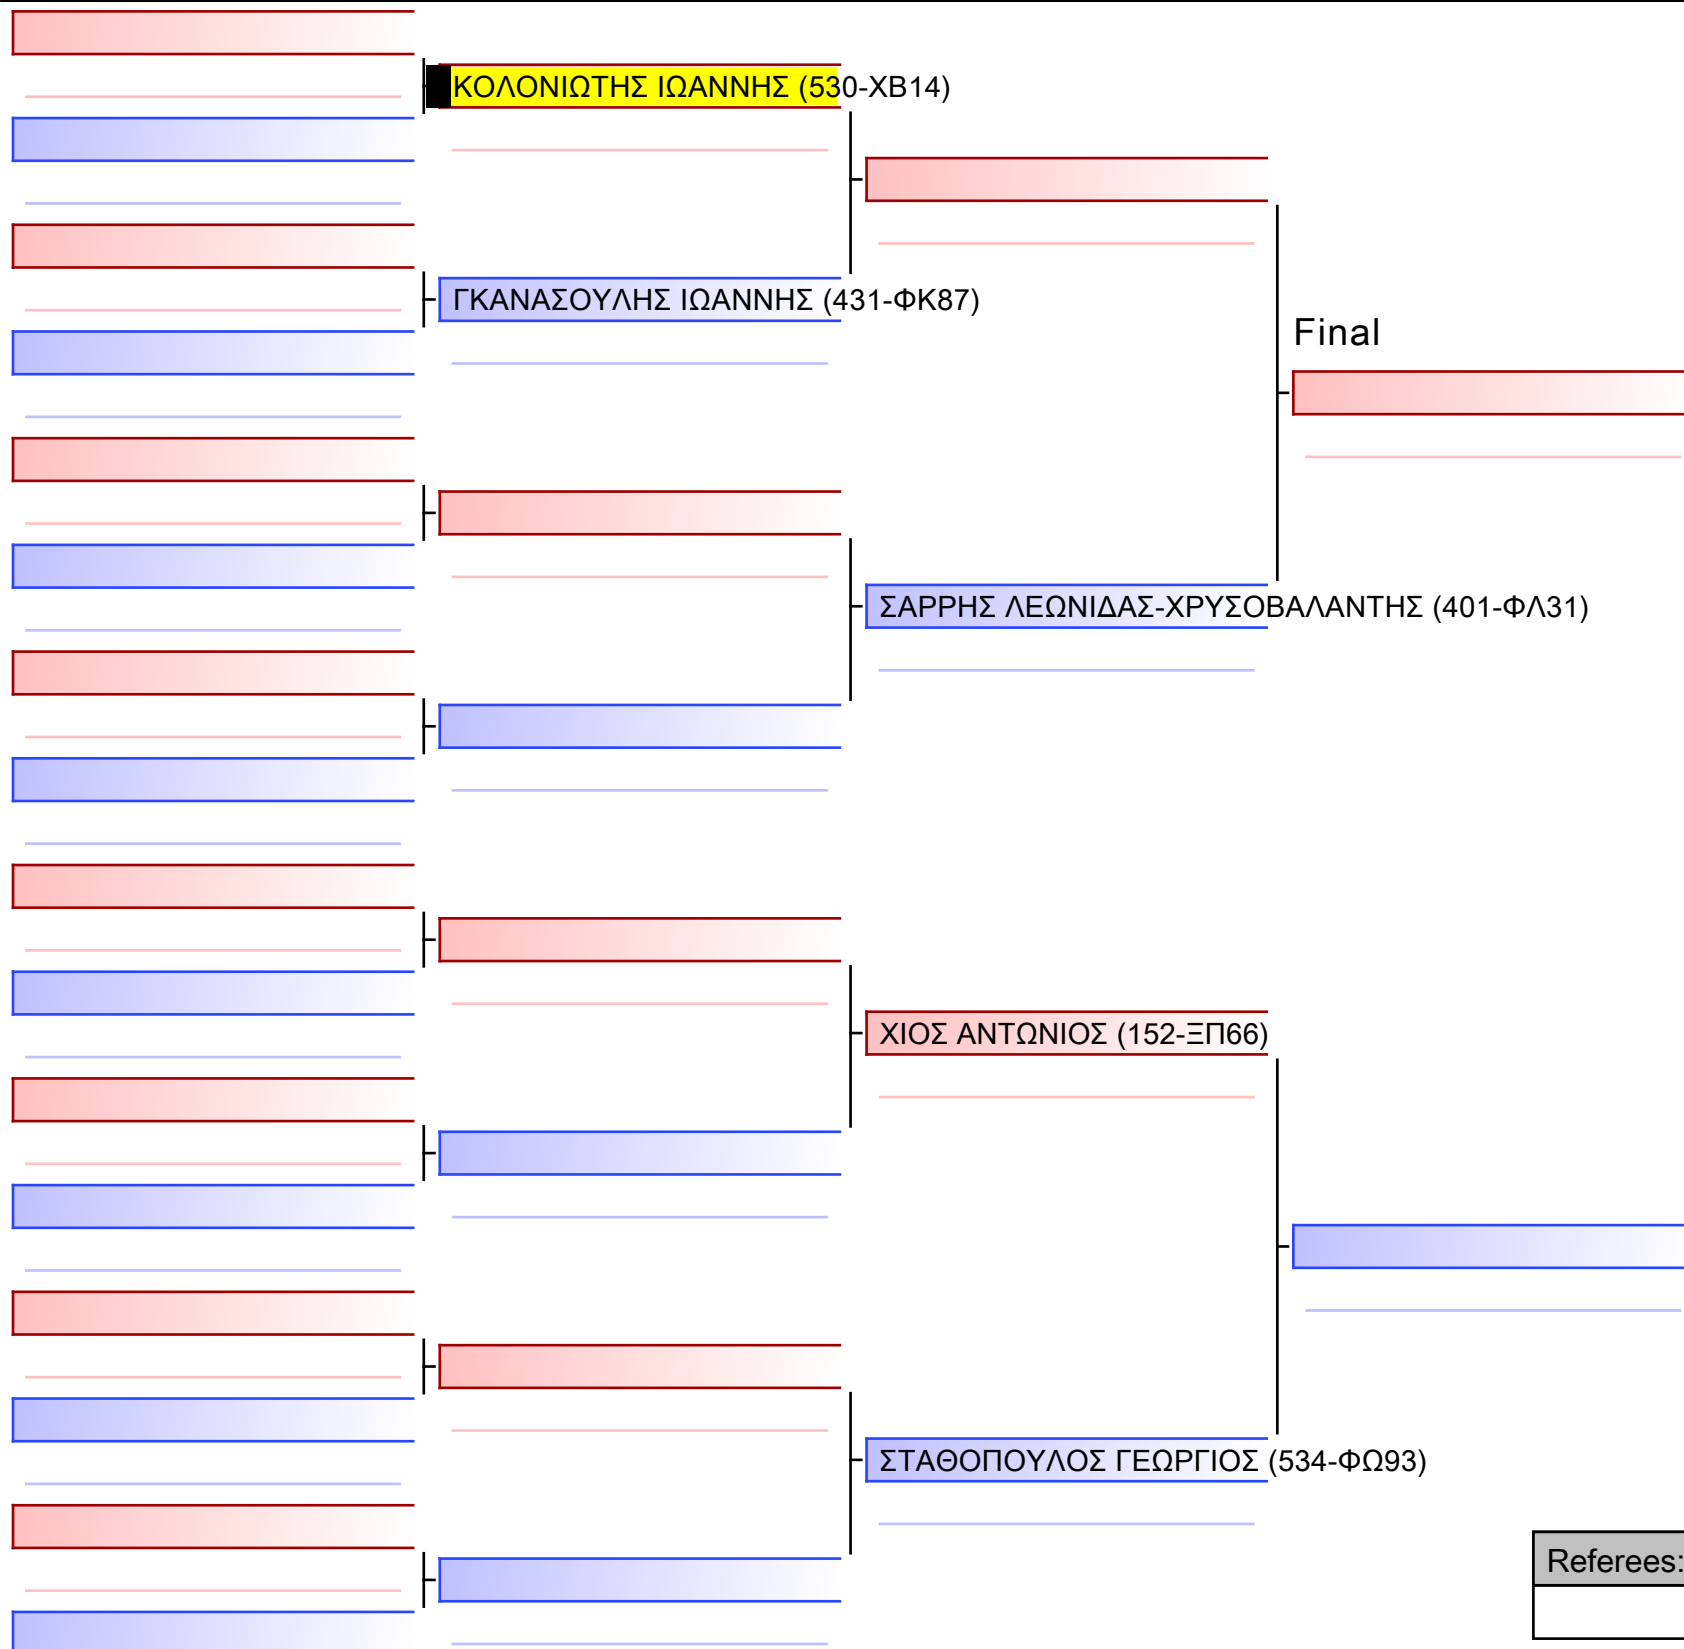 ΚΟΛΟΝΙΩΤΗΣ ΙΩΑΝΝΗΣ (530-ΧΒ14)
ΓΚΑΝΑΣΟΥΛΗΣ ΙΩΑΝΝΗΣ (431-ΦΚ87)
Final
ΣΑΡΡΗΣ ΛΕΩΝΙΔΑΣ-ΧΡΥΣΟΒΑΛΑΝΤΗΣ (401-ΦΛ31)
ΧΙΟΣ ΑΝΤΩΝΙΟΣ (152-ΞΠ66)
ΣΤΑΘΟΠΟΥΛΟΣ ΓΕΩΡΓΙΟΣ (534-ΦΩ93)
Referees: